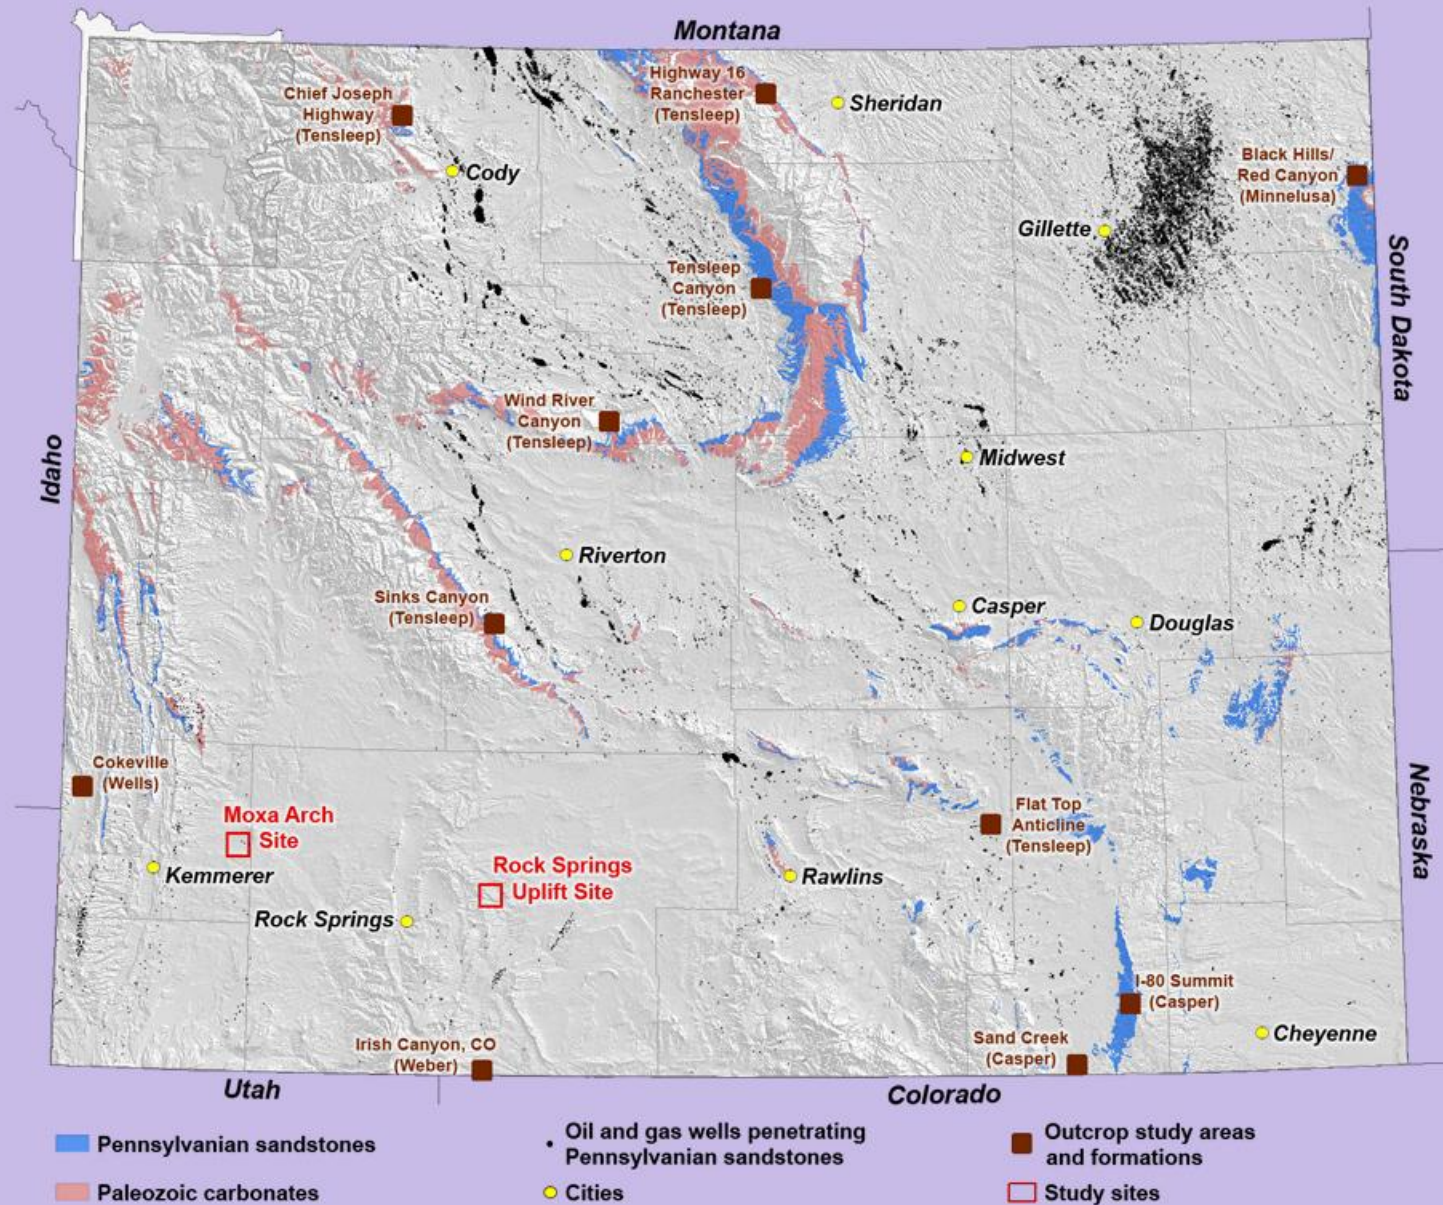 Montana
Highway 16
Ranchester
(Tensleep)
Sheridan
Chief Joseph
Highway
(Tensleep)
Cody
Black Hills/
Red Canyon
(Minnelusa)
Gillette
South Dakota
Tensleep
Canyon
(Tensleep)
Wind River
Canyon
(Tensleep)
Idaho
Midwest
Riverton
Sinks Canyon
(Tensleep)
Casper
Douglas
Cokeville
(Wells)
Nebraska
Moxa Arch
Site
Flat Top
Anticline
(Tensleep)
Kemmerer
Rock Springs
Uplift Site
Rawlins
Rock Springs
I-80 Summit
(Casper)
Irish Canyon, CO
(Weber)
Sand Creek
(Casper)
Cheyenne
Utah
Colorado
Pennsylvanian sandstones
Paleozoic carbonates
Oil and gas wells penetrating
Pennsylvanian sandstones
Cities
Outcrop study areas
and formations
Study sites